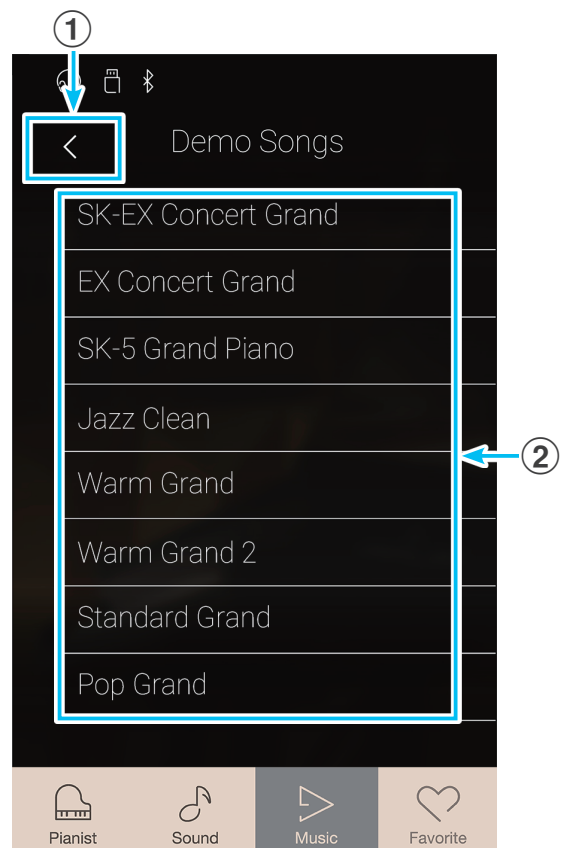 1
Demo Songs
SK-EX Concert Grand
EX Concert Grand
SK-5 Grand Piano
Jazz Clean
2
Warm Grand
Warm Grand 2
Standard Grand
Pop Grand
Pianist Sound Music Favorite